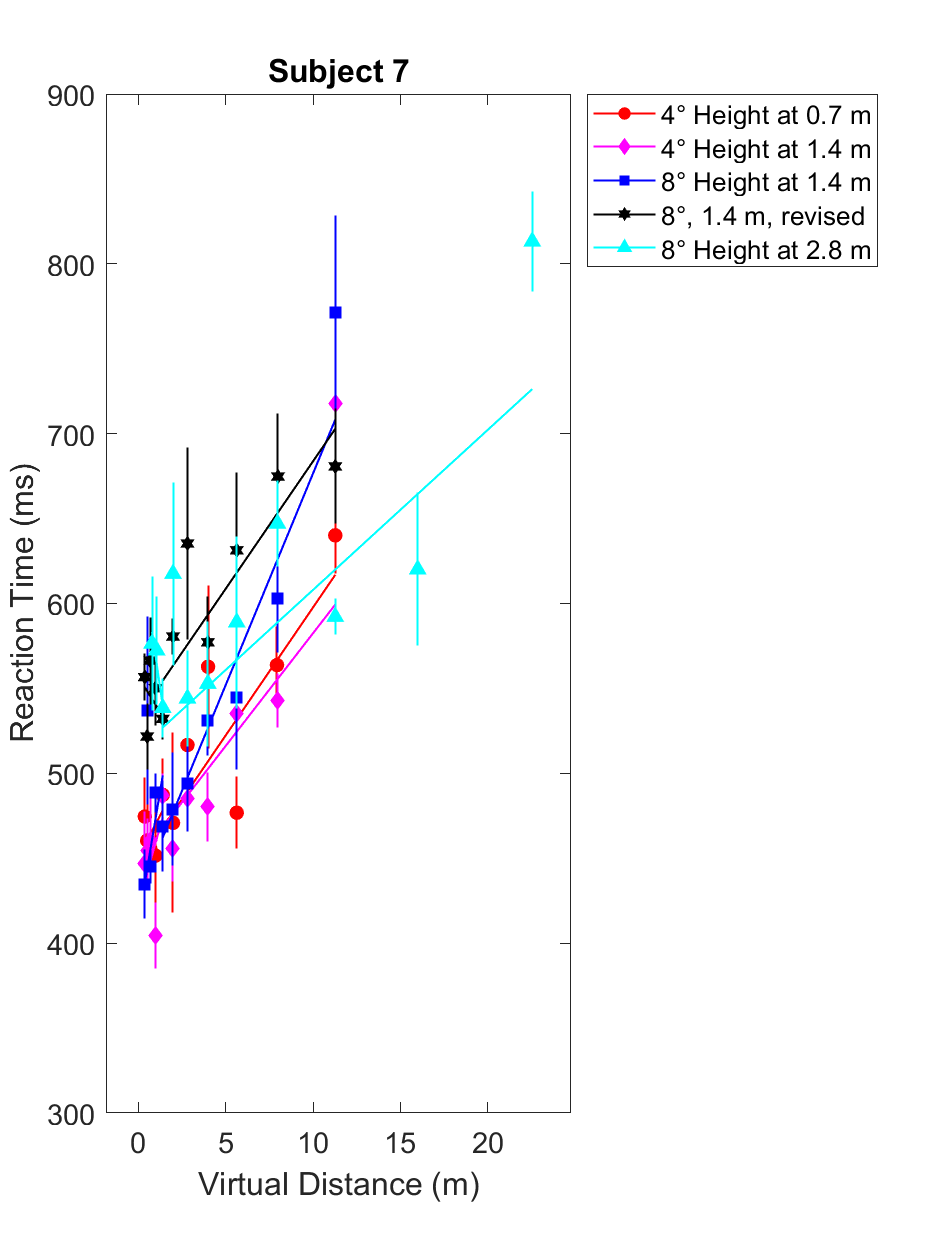 Subject 7
900
800
700
600
500
400
300
Reaction Time (ms)
0 5 10 15 20
Virtual Distance (m)
4° Height at 0.7 m
4° Height at 1.4 m
8° Height at 1.4 m
8°, 1.4 m, revised
8° Height at 2.8 m